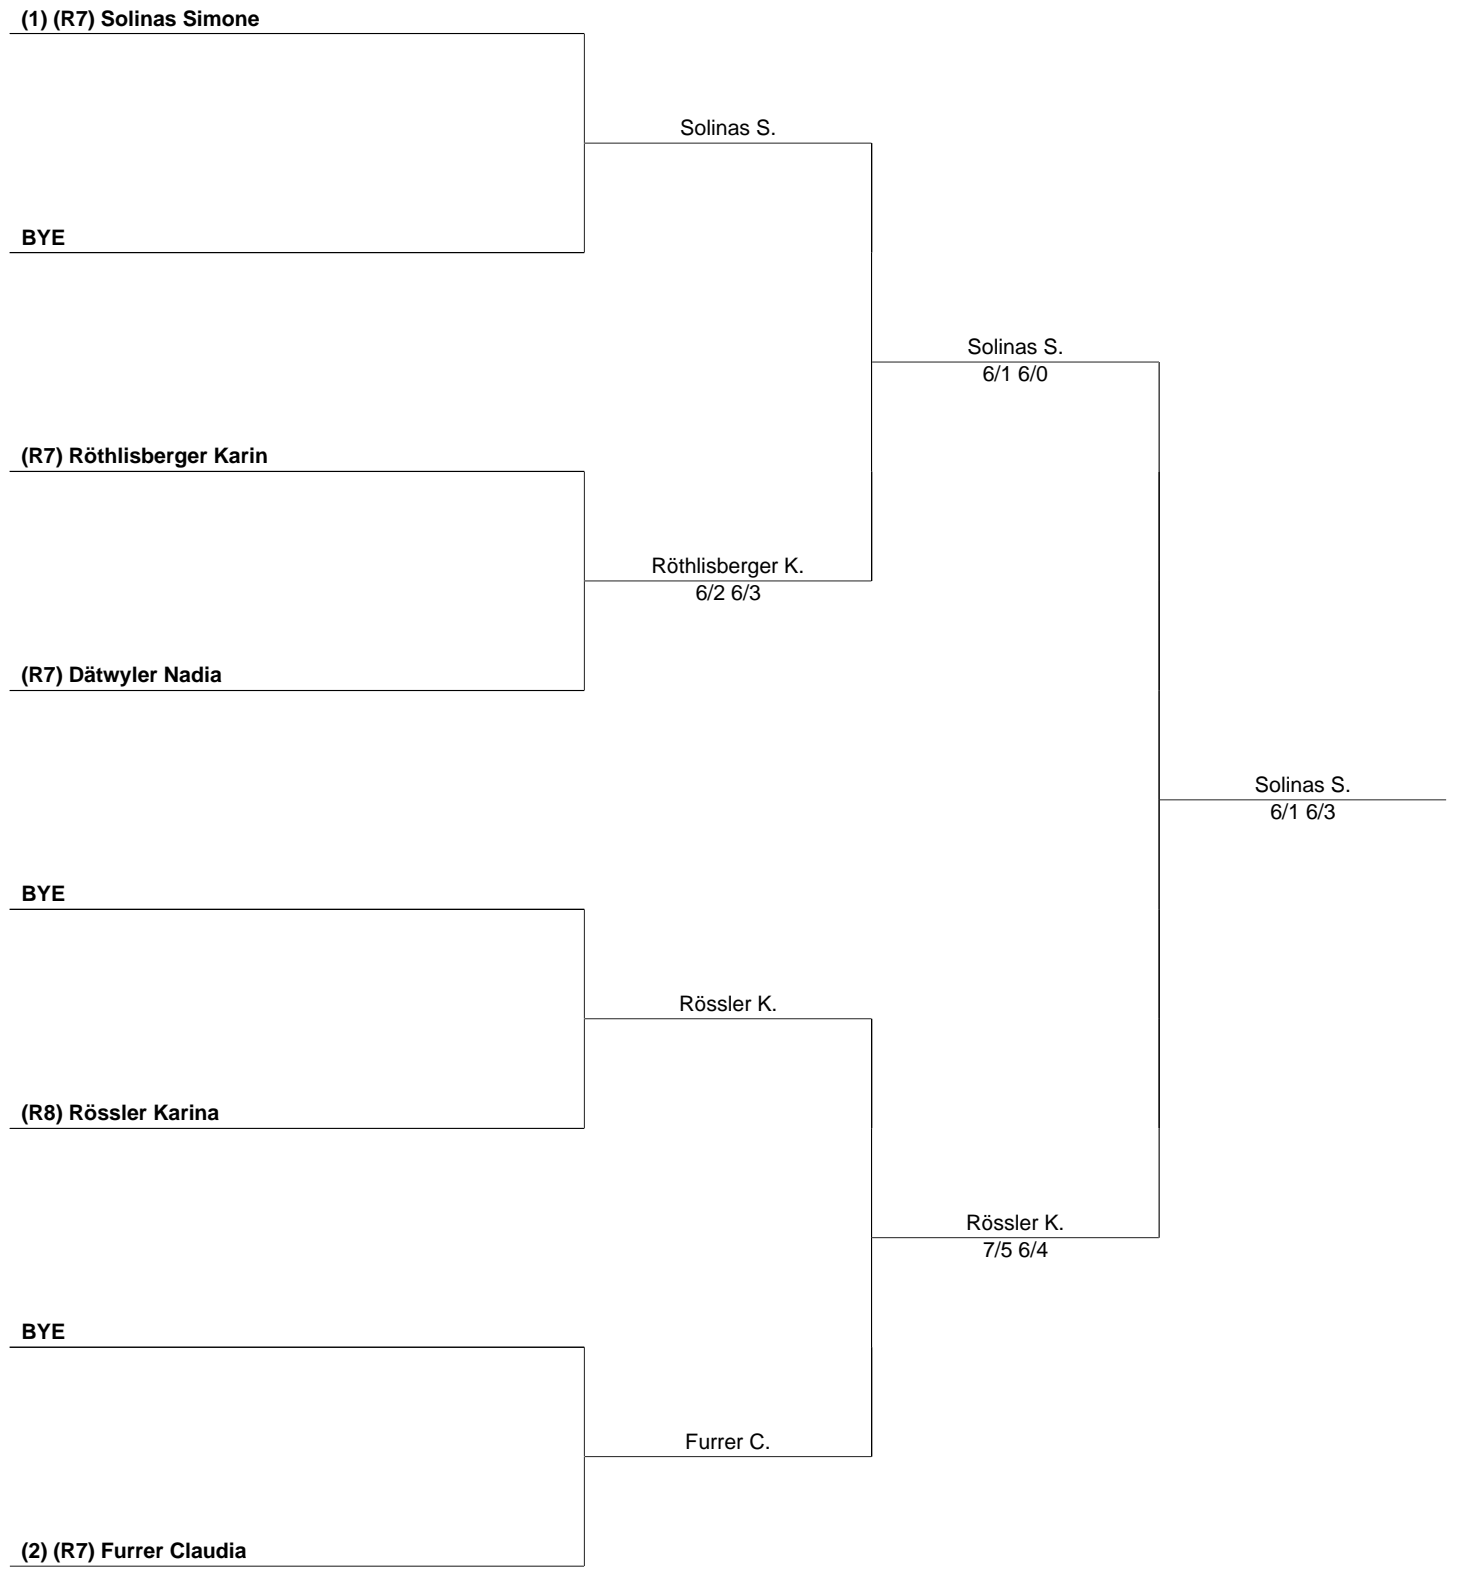 (1) (R7) Solinas Simone
Solinas S.
BYE
Solinas S.
6/1 6/0
(R7) Röthlisberger Karin
Röthlisberger K.
6/2 6/3
(R7) Dätwyler Nadia
Solinas S.
6/1 6/3
BYE
Rössler K.
(R8) Rössler Karina
Rössler K.
7/5 6/4
BYE
Furrer C.
(2) (R7) Furrer Claudia